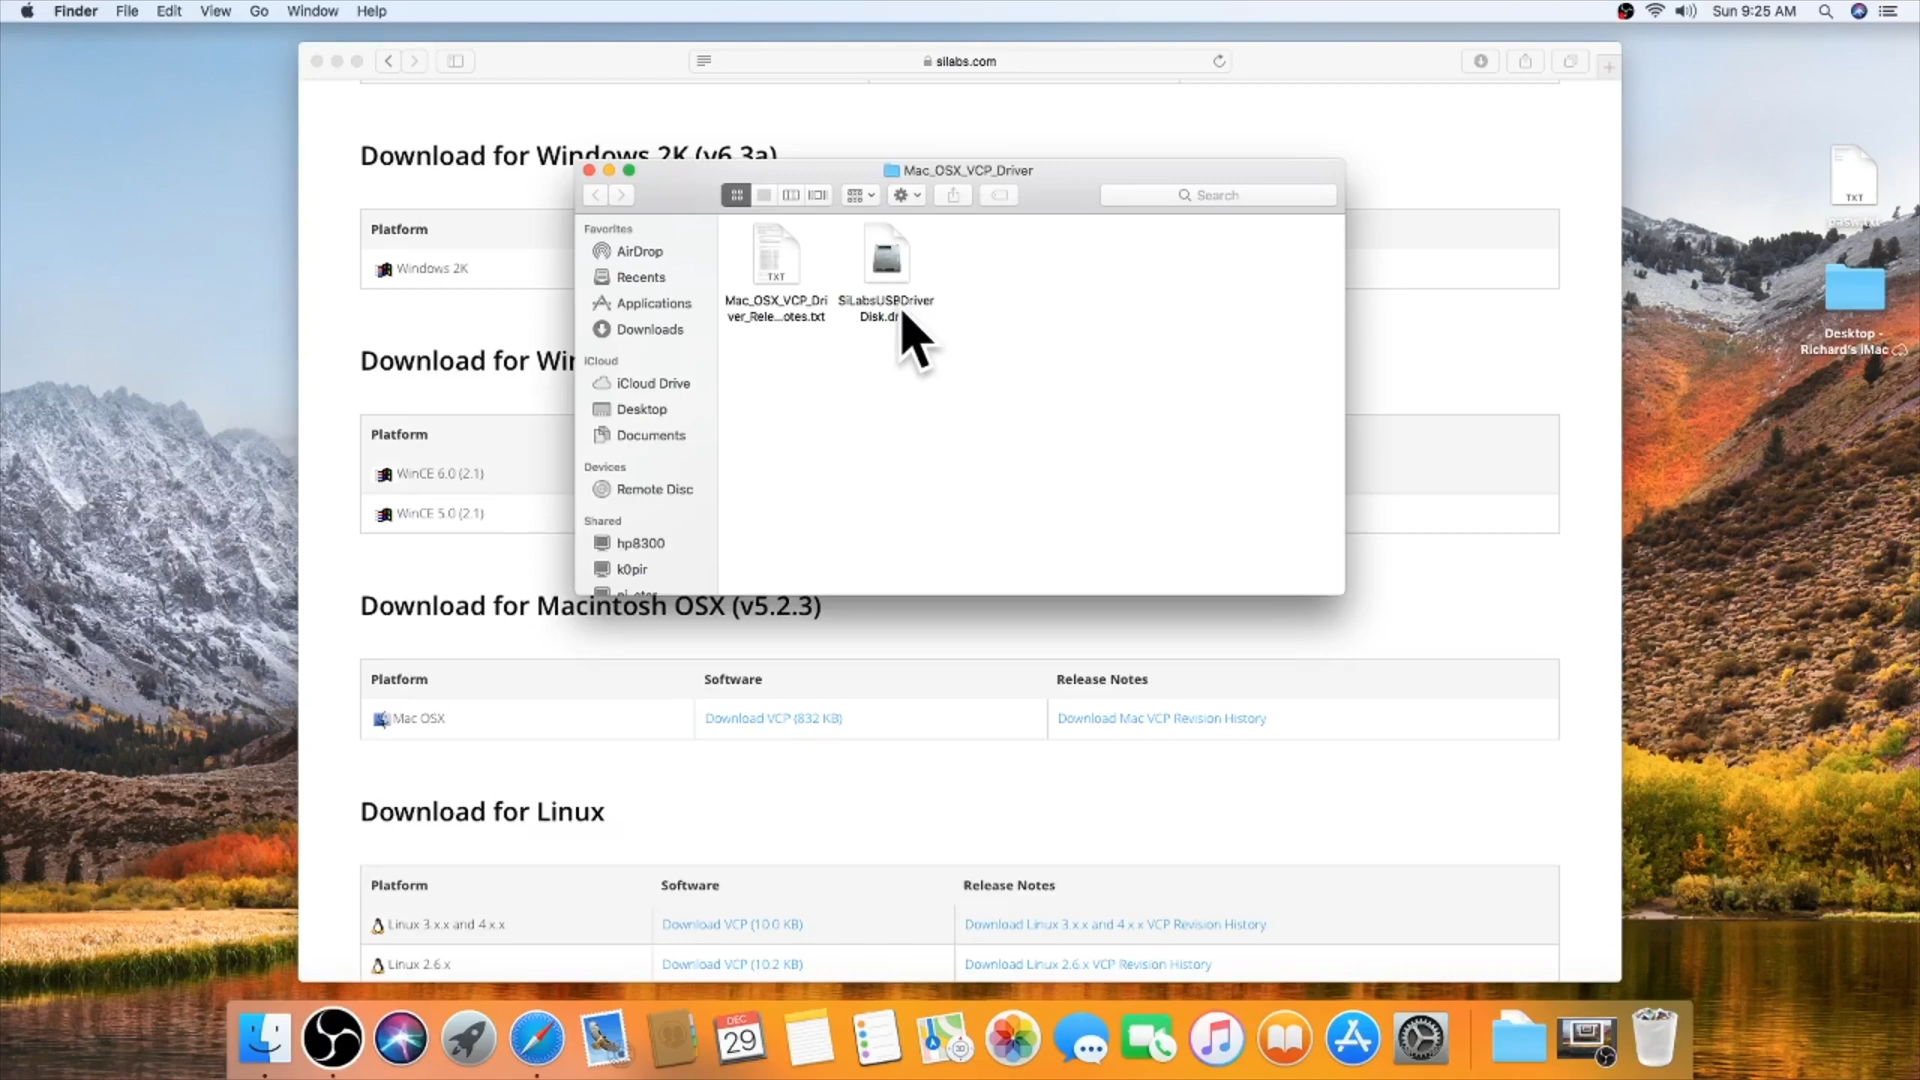 Finder File Edit View Go Window Help
Sun 9:25 AM
silabs.com
Download for Windows 2K (v6.3a)
Platform
Windows 2K
Download for Win
Platform
WinCE 6.0 (2.1)
WinCE 5.0 (2.1)
Mac_OSX_VCP_Driver
Search
Favorites
AirDrop
Recents
Applications
Downloads
iCloud
iCloud Drive
Desktop
Documents
Devices
Remote Disc
Shared
hp8300
k0pir
TXT
Mac_OSX_VCP_Dri
ver_Rele...otes.txt
SiLabsUSBDriver
Download for Macintosh OSX (v5.2.3)
Platform Software Release Notes
Mac OSX Download VCP (832 KB) Download Mac VCP Revision History
Download for Linux
Platform Software Release Notes
Linux 3.x.x and 4.x.x Download VCP (10.0 KB) Download Linux 3.x.x and 4.x.x VCP Revision History
Linux 2.6.x Download VCP (10.2 KB) Download Linux 2.6.x VCP Revision History
TXT
Desktop -
Richard's iMac
DEC
29